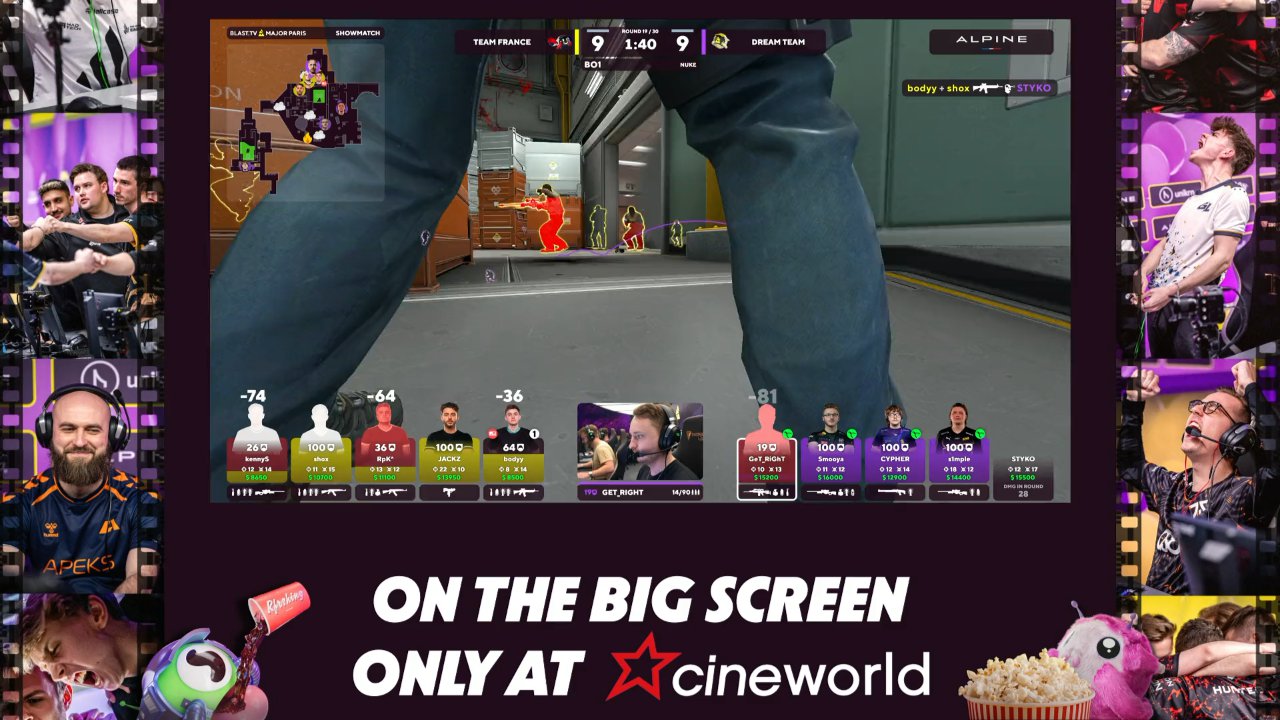 BLAST.TV MAJOR PARIS SHOWMATCH
TEAM FRANCE 9 ROUND 19 / 30 1:40 9 DREAM TEAM
BO1 NUKE
ALPINE
bodyy + shox STYKO
-74 -64 -36 -81
26 100 36 100 64 19 100 100 100
kennyS shox RpK* JACKZ bodyy GeT_RiGhT Smooya CYPHER s1mple STYKO
12 14 11 15 13 12 22 10 8 14 10 13 11 12 12 14 18 12 12 17
$8650 $10700 $11100 $13950 $8500 $15200 $16000 $12900 $14400 $15500
DMG IN ROUND
28
19 GET_RIGHT 14/90
unikrn
APEKS
Refreshing
ON THE BIG SCREEN
ONLY AT cineworld